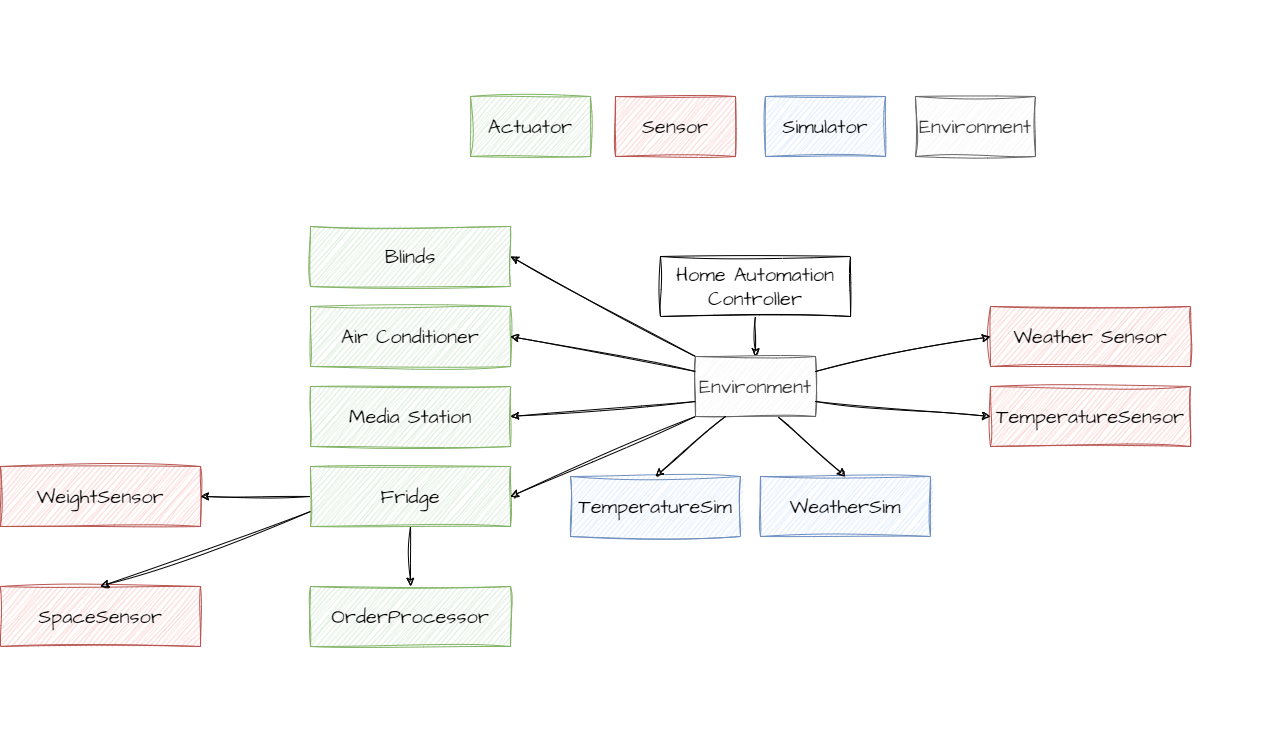 Actuator
Sensor
Simulator
Environment
Blinds
Home Automation
Controller
Air Conditioner
Weather Sensor
Environment
Media Station
TemperatureSensor
WeightSensor
Fridge
TemperatureSim
WeatherSim
SpaceSensor
OrderProcessor